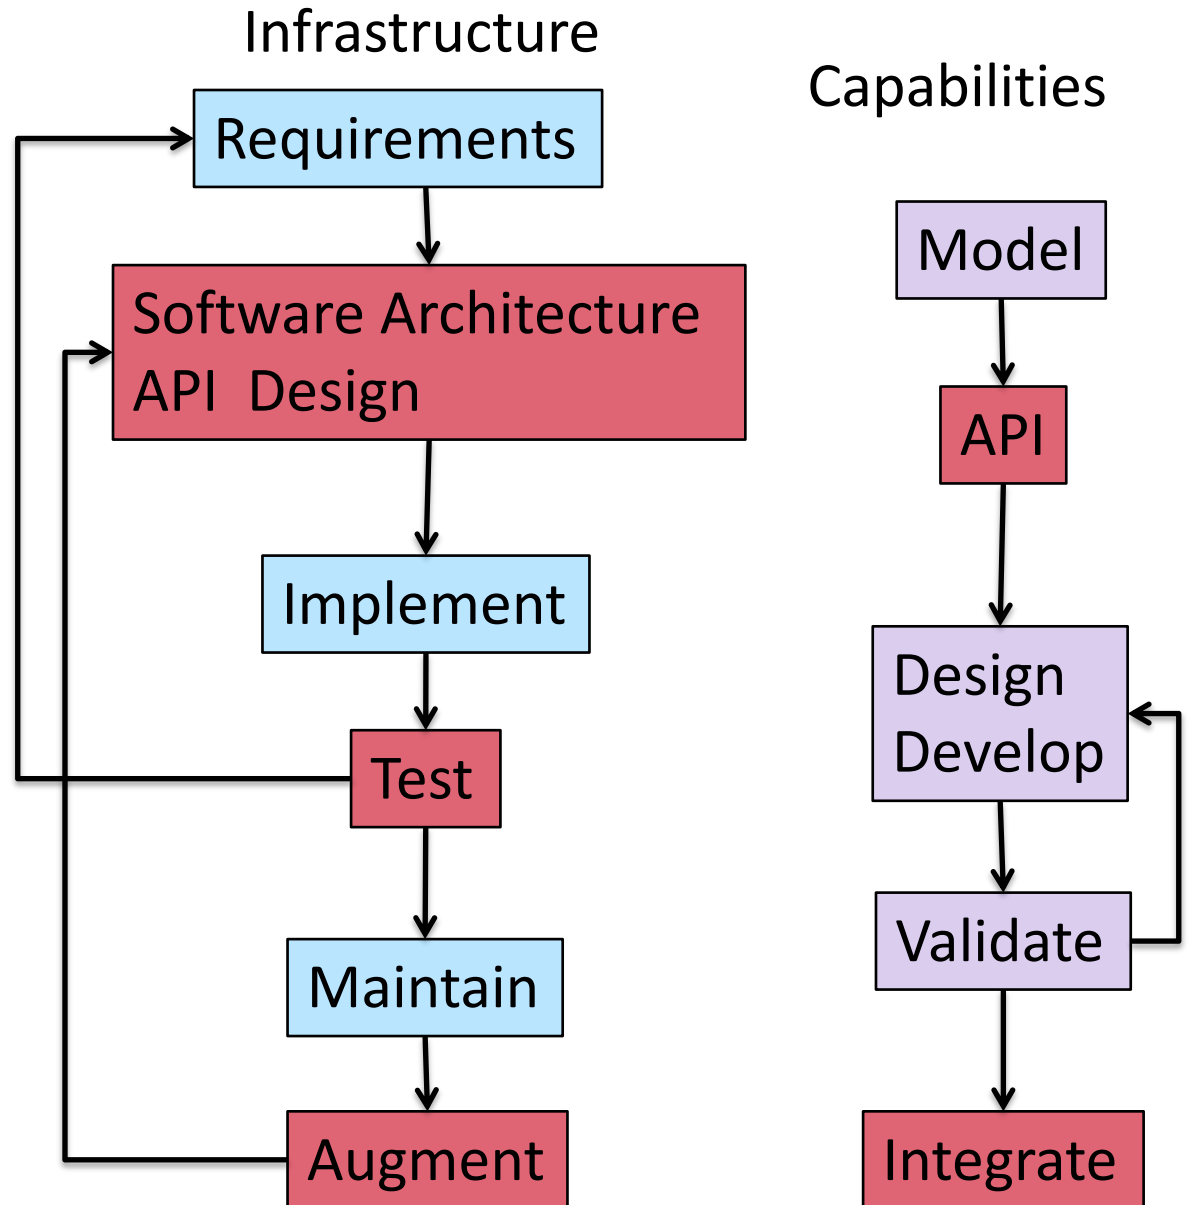 Infrastructure
Requirements
Software Architecture
API  Design
Implement
Test
Maintain
Augment
Capabilities
Model
API
Design
Develop
Validate
Integrate